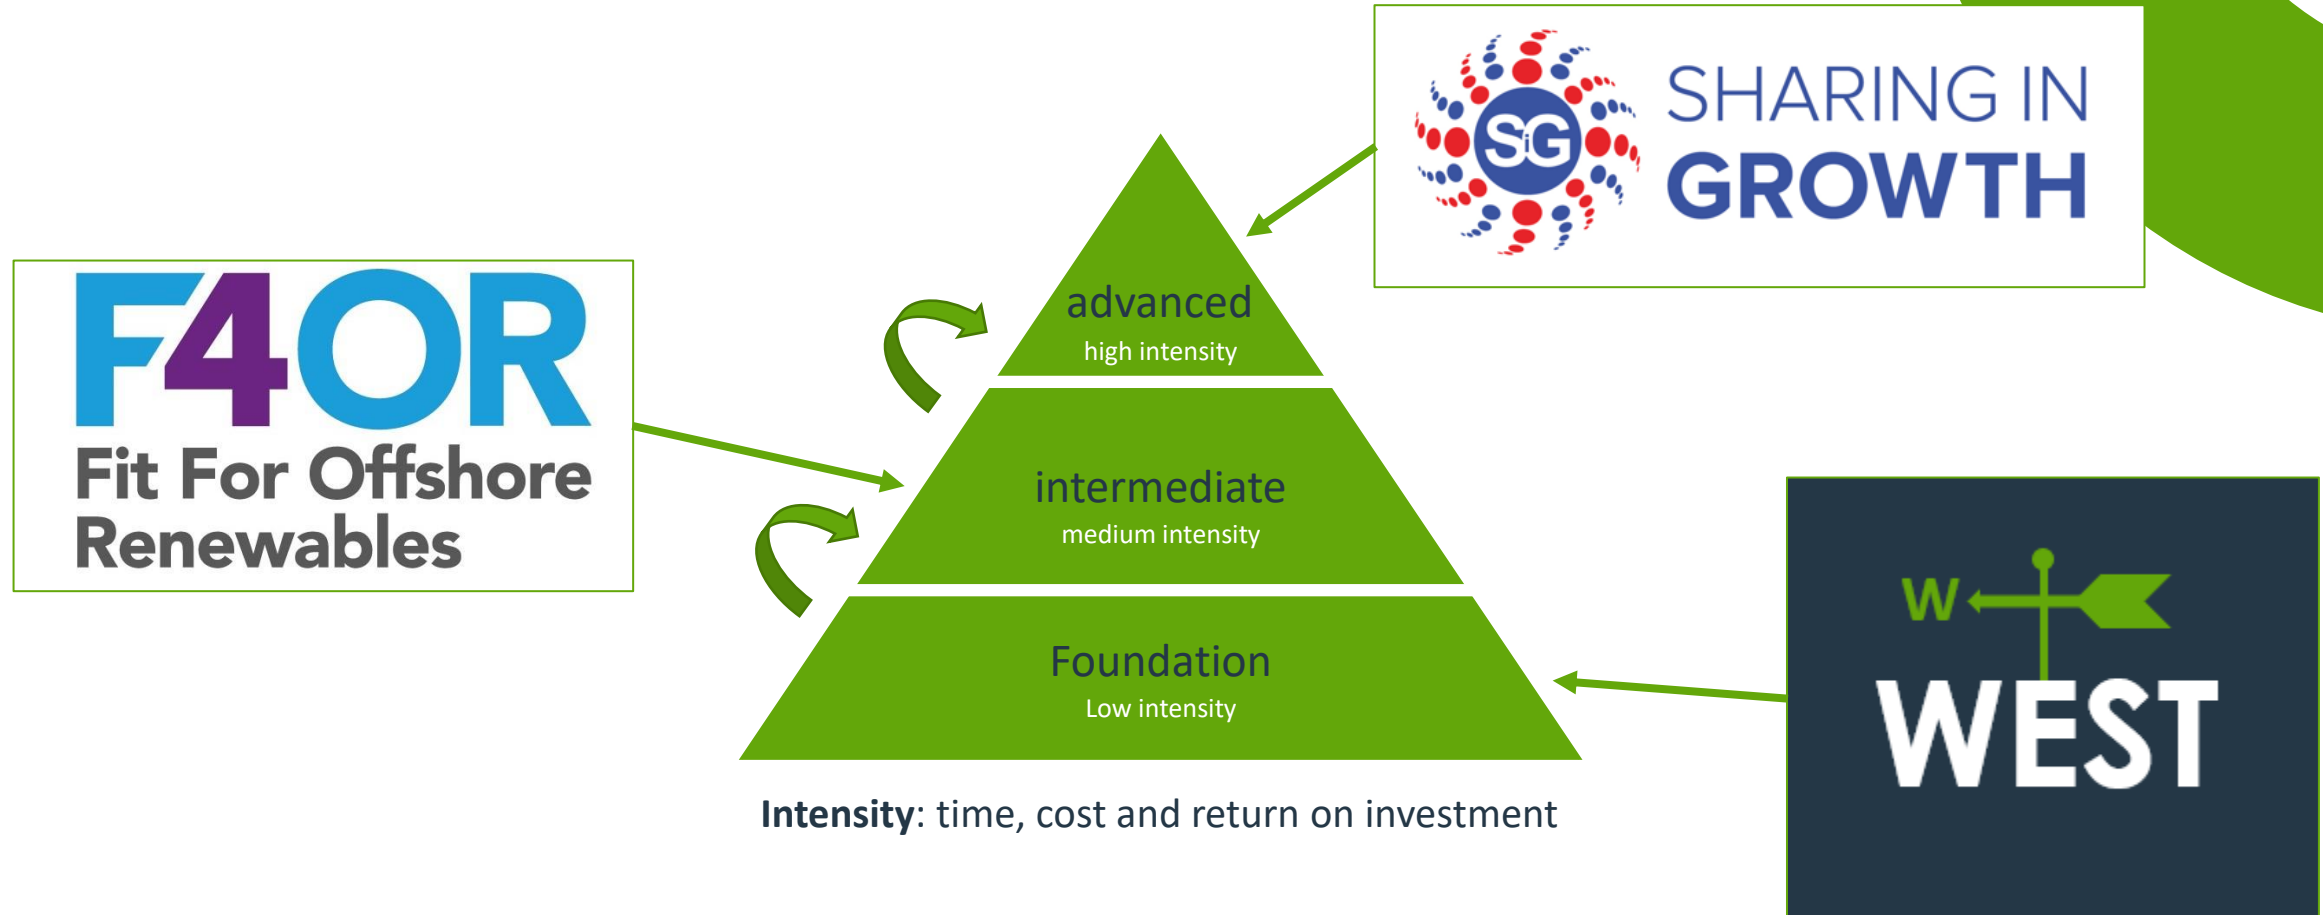 SiG
SHARING IN
GROWTH
F4OR
Fit For Offshore
Renewables
advanced
high intensity
intermediate
medium intensity
Foundation
Low intensity
W
WEST
Intensity: time, cost and return on investment